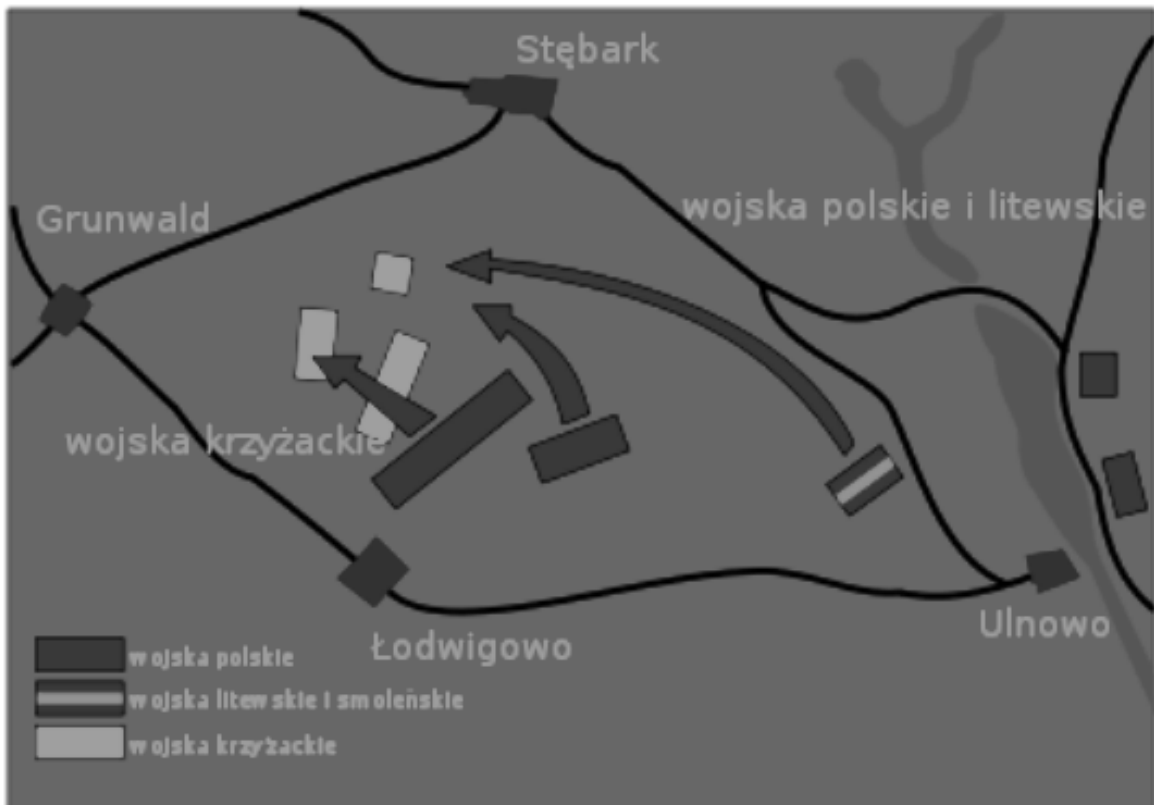 Stębark
wojska polskie i litewskie
Grunwald
wojska krzyżackie
Ulnowo
Łodwigowo
wojska polskie
wojska litewskie i smoleńskie
wojska krzyżackie